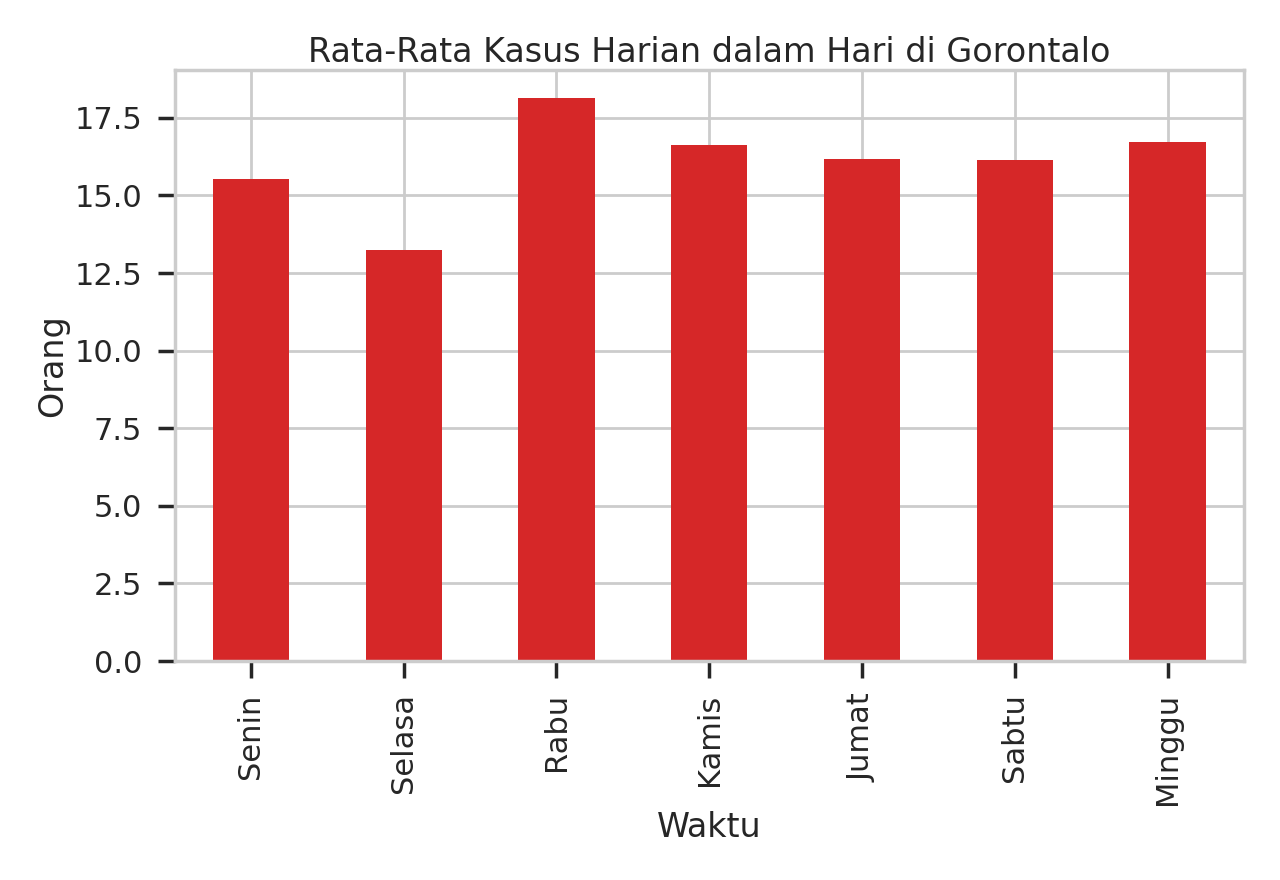 Rata-Rata Kasus Harian dalam Hari di Gorontalo
17.5
15.0
12.5
10.0
7.5
5.0
2.5
0.0
Orang
Senin
Selasa
Rabu
Kamis
Jumat
Sabtu
Minggu
Waktu